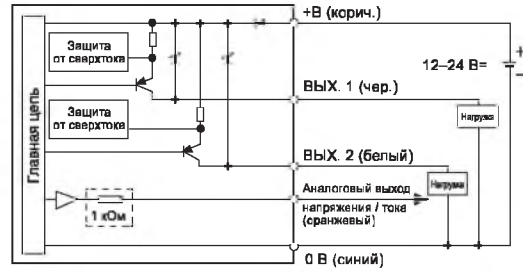 +В (корич.)
Защита
от сверхтока
12–24 В=
+
–
ВЫХ. 1 (чер.)
Защита
от сверхтока
Нагрузка
Главная цепь
ВЫХ. 2 (белый)
Нагрузка
Аналоговый выход
напряжения / тока
(оранжевый)
1 кОм
0 В (синий)